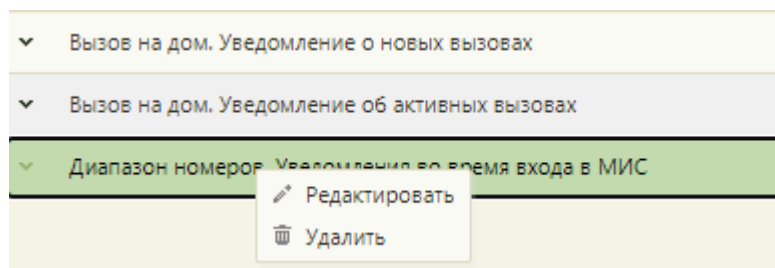 Вызов на дом. Уведомление о новых вызовах
Вызов на дом. Уведомление об активных вызовах
Диапазон номеров. Уведомления во время входа в МИС
Редактировать
Удалить